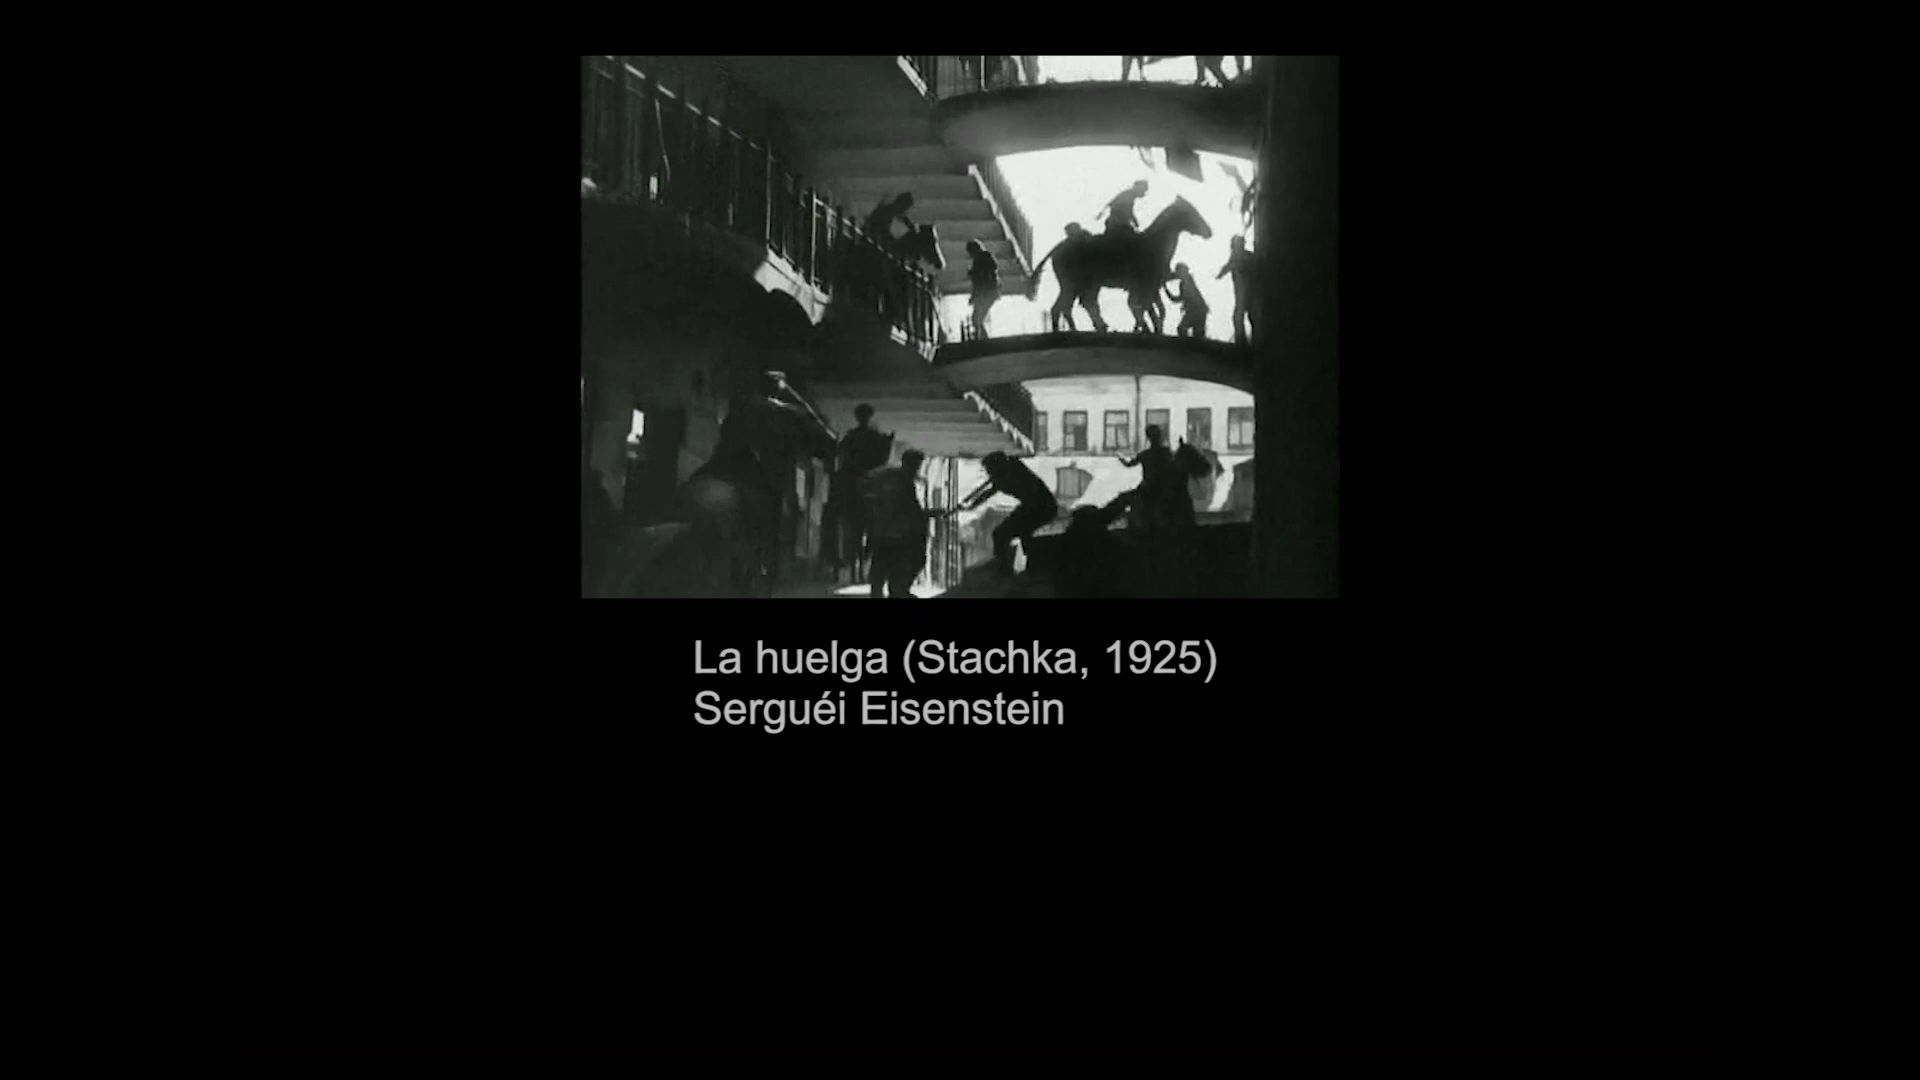 La huelga (Stachka, 1925)
Serguéi Eisenstein